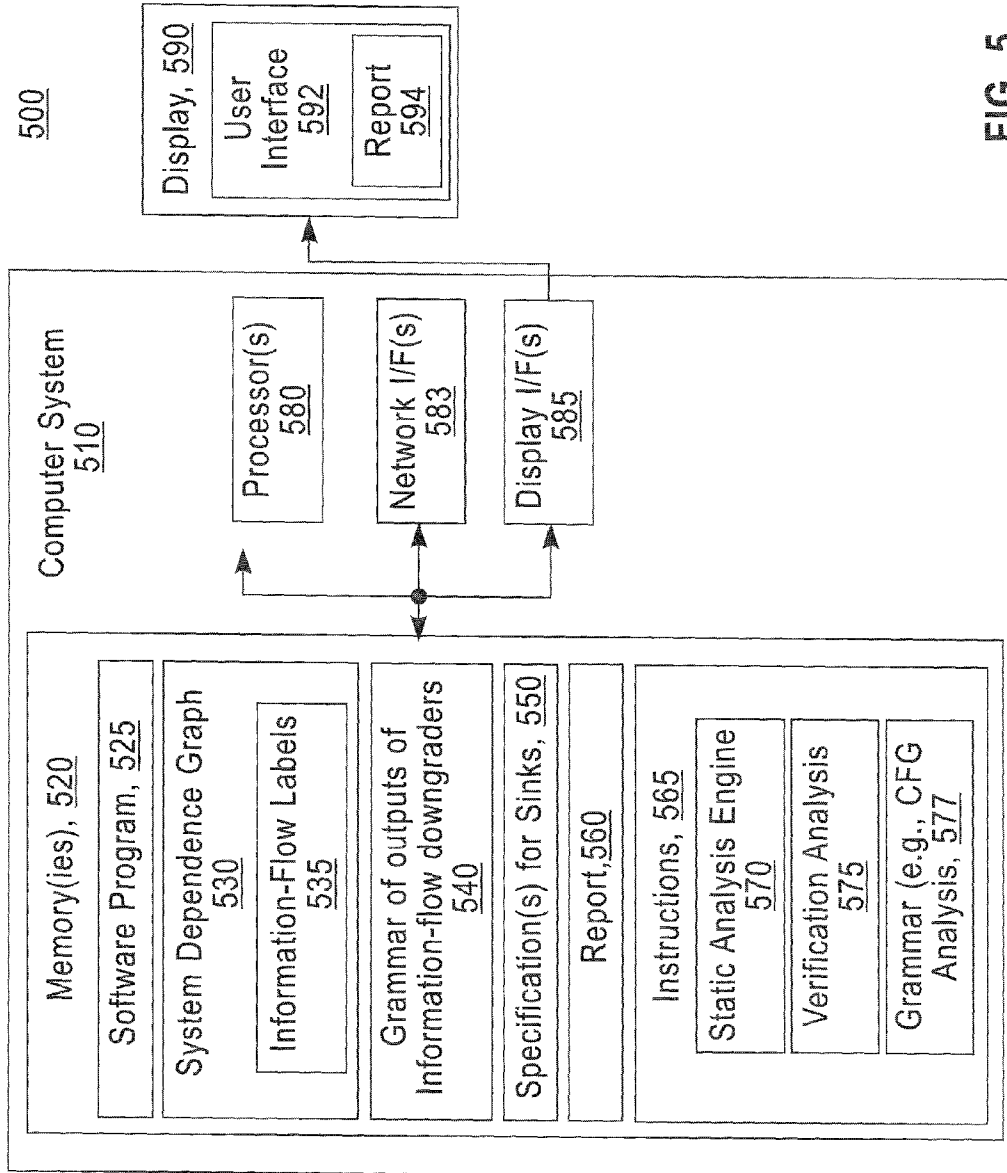 500
Computer System
510
Memory(ies), 520
Software Program, 525
System Dependence Graph
530
Information-Flow Labels
535
Grammar of outputs of
Information-flow downgraders
540
Specification(s) for Sinks, 550
Report,560
Instructions, 565
Static Analysis Engine
570
Verification Analysis
575
Grammar (e.g., CFG
Analysis, 577
Processor(s)
580
Network I/F(s)
583
Display I/F(s)
585
Display, 590
User
Interface
592
Report
594
FIG. 5